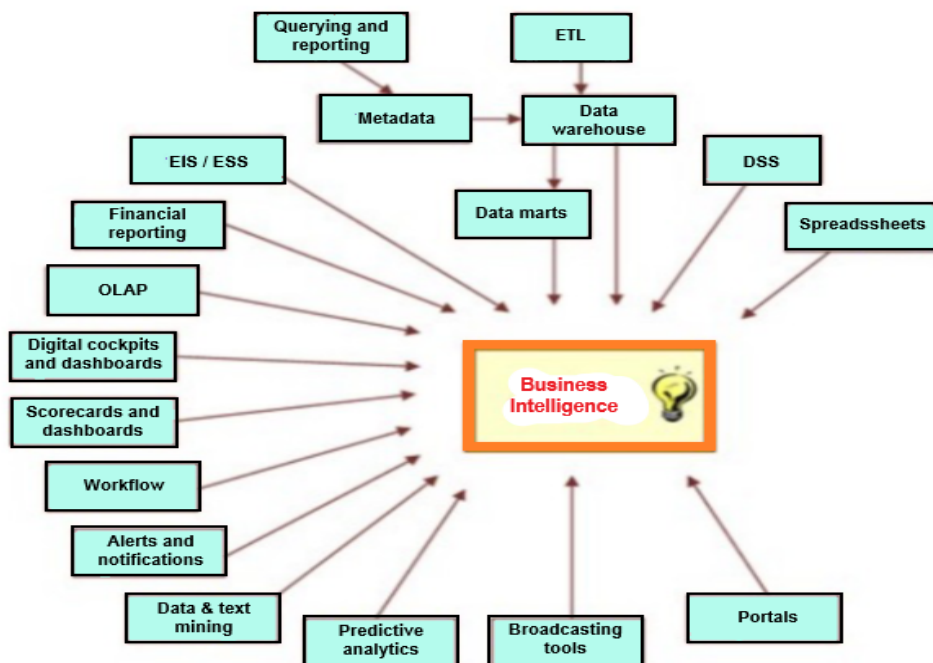 Querying and
reporting
ETL
Metadata
Data
warehouse
EIS / ESS
DSS
Financial
reporting
Data marts
Spreadssheets
OLAP
Digital cockpits
and dashboards
Business
Intelligence
Scorecards and
dashboards
Workflow
Alerts and
notifications
Data & text
mining
Predictive
analytics
Broadcasting
tools
Portals